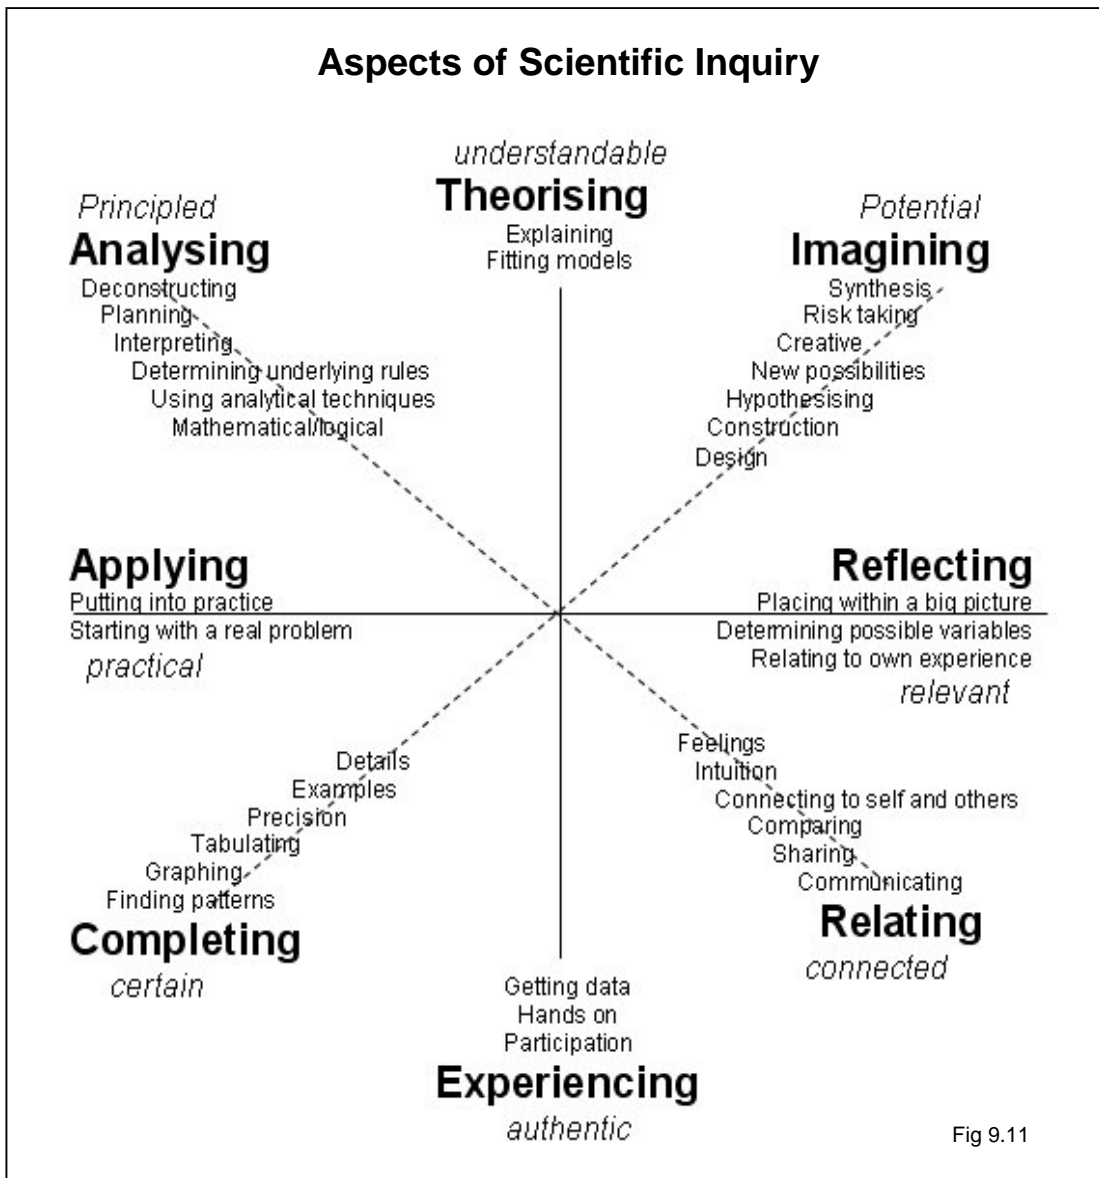 Aspects of Scientific Inquiry
understandable
Theorising
Explaining
Fitting models
Principled
Analysing
Deconstructing
Planning
Interpreting
Determining underlying rules
Using analytical techniques
Mathematical/logical
Potential
Imagining
Synthesis
Risk taking
Creative
New possibilities
Hypothesising
Construction
Design
Applying
Putting into practice
Starting with a real problem
practical
Reflecting
Placing within a big picture
Determining possible variables
Relating to own experience
relevant
Details
Examples
Precision
Tabulating
Graphing
Finding patterns
Completing
certain
Feelings
Intuition
Connecting to self and others
Comparing
Sharing
Communicating
Relating
connected
Getting data
Hands on
Participation
Experiencing
authentic
Fig 9.11